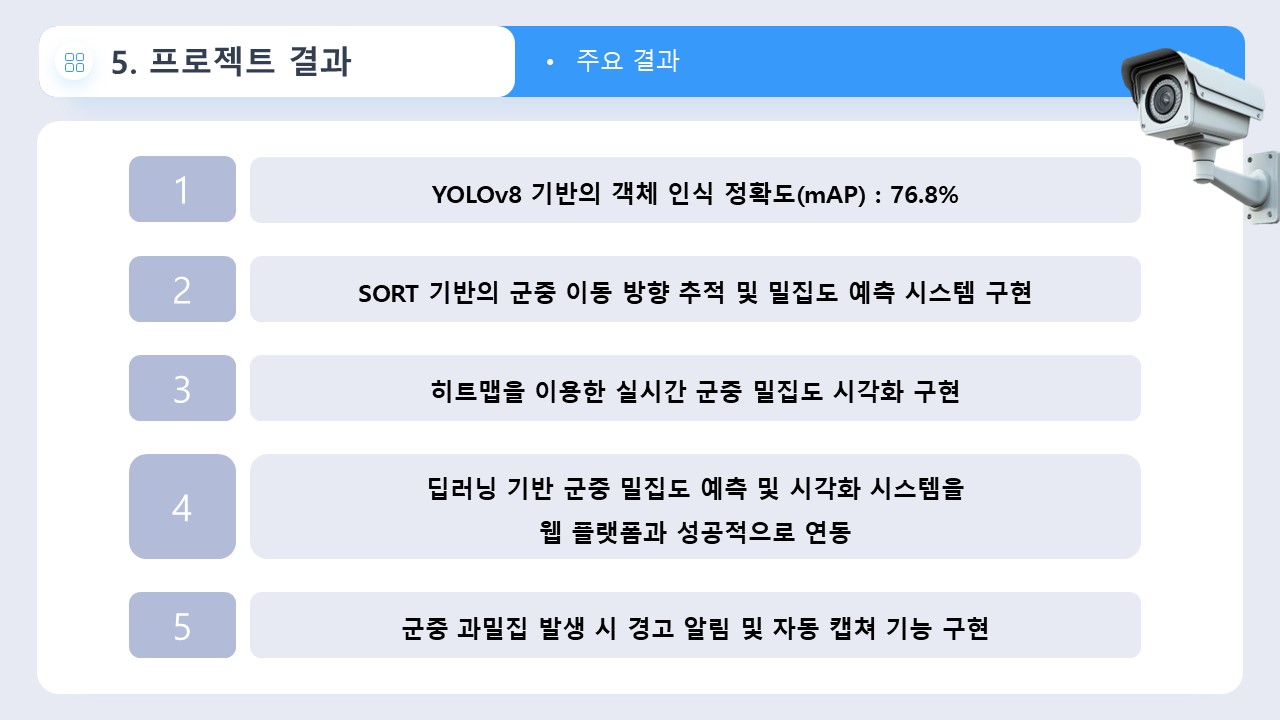 5. 프로젝트 결과
• 주요 결과
1
YOLOv8 기반의 객체 인식 정확도(mAP) : 76.8%
2
SORT 기반의 군중 이동 방향 추적 및 밀집도 예측 시스템 구현
3
히트맵을 이용한 실시간 군중 밀집도 시각화 구현
4
딥러닝 기반 군중 밀집도 예측 및 시각화 시스템을
웹 플랫폼과 성공적으로 연동
5
군중 과밀집 발생 시 경고 알림 및 자동 캡쳐 기능 구현